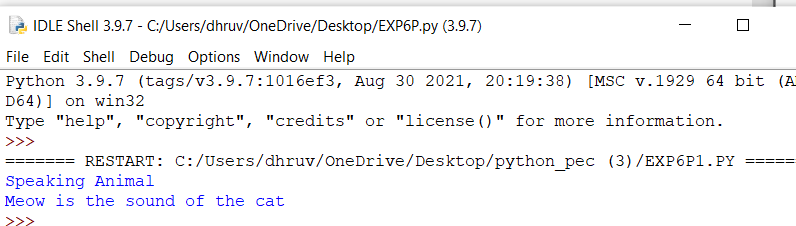 IDLE Shell 3.9.7 - C:/Users/dhruv/OneDrive/Desktop/EXP6P.py (3.9.7)
File Edit Shell Debug Options Window Help
Python 3.9.7 (tags/v3.9.7:1016ef3, Aug 30 2021, 20:19:38) [MSC v.1929 64 bit (A
D64)] on win32
Type "help", "copyright", "credits" or "license()" for more information.
>>>
======= RESTART: C:/Users/dhruv/OneDrive/Desktop/python_pec (3)/EXP6P1.PY =====
Speaking Animal
Meow is the sound of the cat
>>>